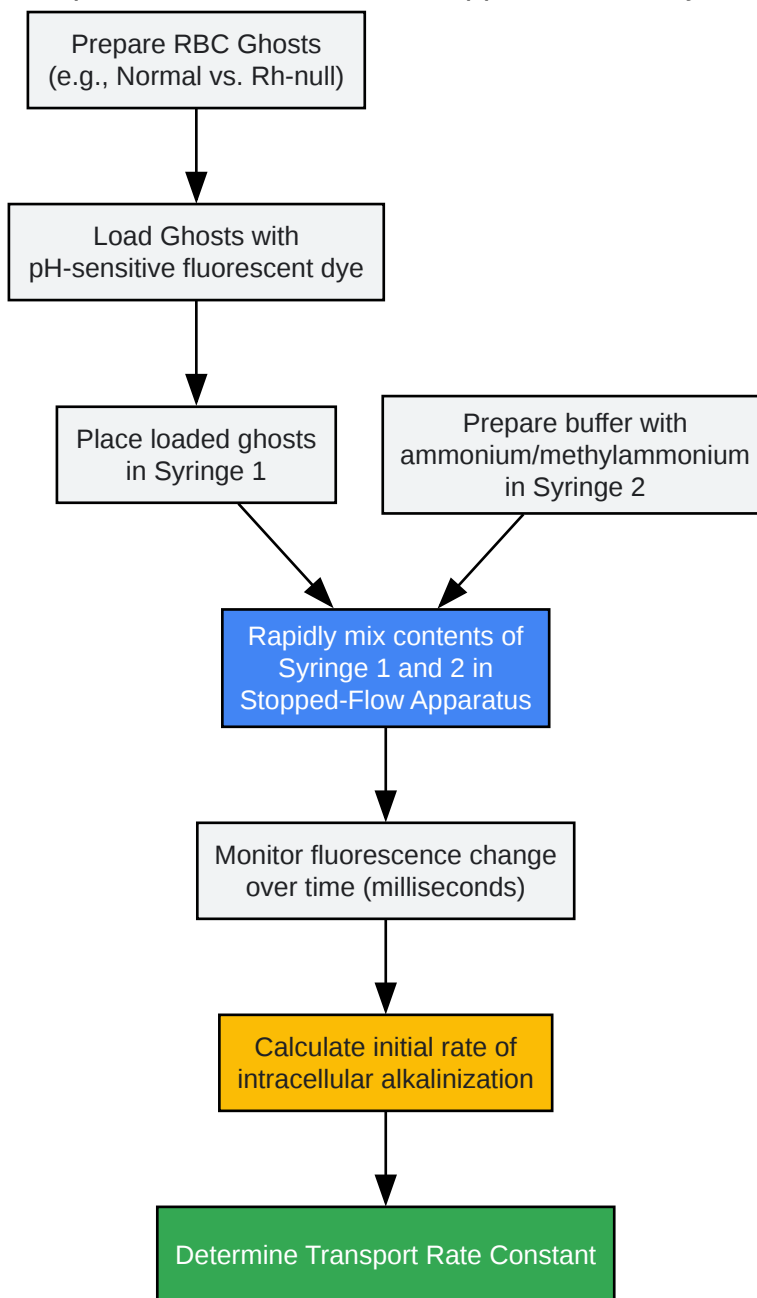 Prepare RBC Ghosts
(e.g., Normal vs. Rh-null)
Load Ghosts with
pH-sensitive fluorescent dye
Place loaded ghosts
in Syringe 1
Prepare buffer with
ammonium/methylammonium
in Syringe 2
Rapidly mix contents of
Syringe 1 and 2 in
Stopped-Flow Apparatus
Monitor fluorescence change
over time (milliseconds)
Calculate initial rate of
intracellular alkalinization
Determine Transport Rate Constant